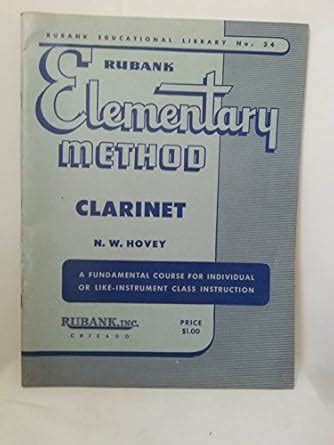 RUBANK EDUCATIONAL LIBRARY No. 34
RUBANK
Elementary
METHOD
CLARINET
N. W. HOVEY
A FUNDAMENTAL COURSE FOR INDIVIDUAL
OR LIKE-INSTRUMENT CLASS INSTRUCTION
RUBANK, INC.
CHICAGO
PRICE
$1.00